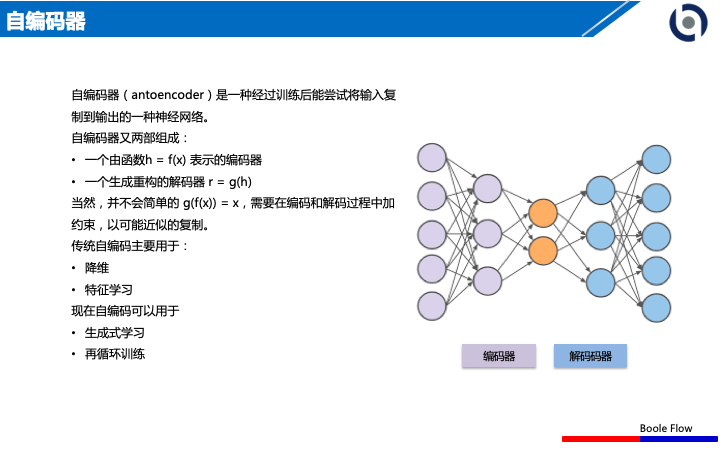 自编码器
自编码器（antoencoder）是一种经过训练后能尝试将输入复
制到输出的一种神经网络。
自编码器又两部组成：
• 一个由函数h = f(x) 表示的编码器
• 一个生成重构的解码器 r = g(h)
当然，并不会简单的 g(f(x)) = x，需要在编码和解码过程中加
约束，以可能近似的复制。
传统自编码主要用于：
• 降维
• 特征学习
现在自编码可以用于
• 生成式学习
• 再循环训练
编码器
解码码器
Boole Flow